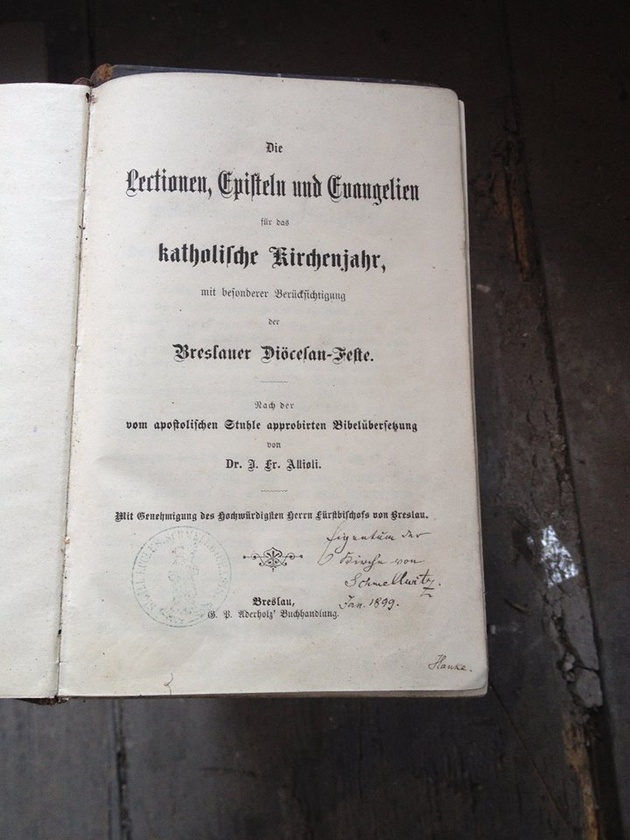 Die
Lectionen, Episteln und Evangelien
für das
katholische Kirchenjahr,
mit besonderer Berücksichtigung
der
Breslauer Diöcesan-Feste.
Nach der
vom apostolischen Stuhle approbirten Bibelübersetzung
von
Dr. J. Fr. Allioli.
Mit Genehmigung des Hochwürdigsten Herrn Fürstbischofs von Breslau.
Eigentum der
Kirche von
Schmellwitz.
Jan. 1899.
Breslau,
G. P. Aderholz' Buchhandlung.
Hanke.